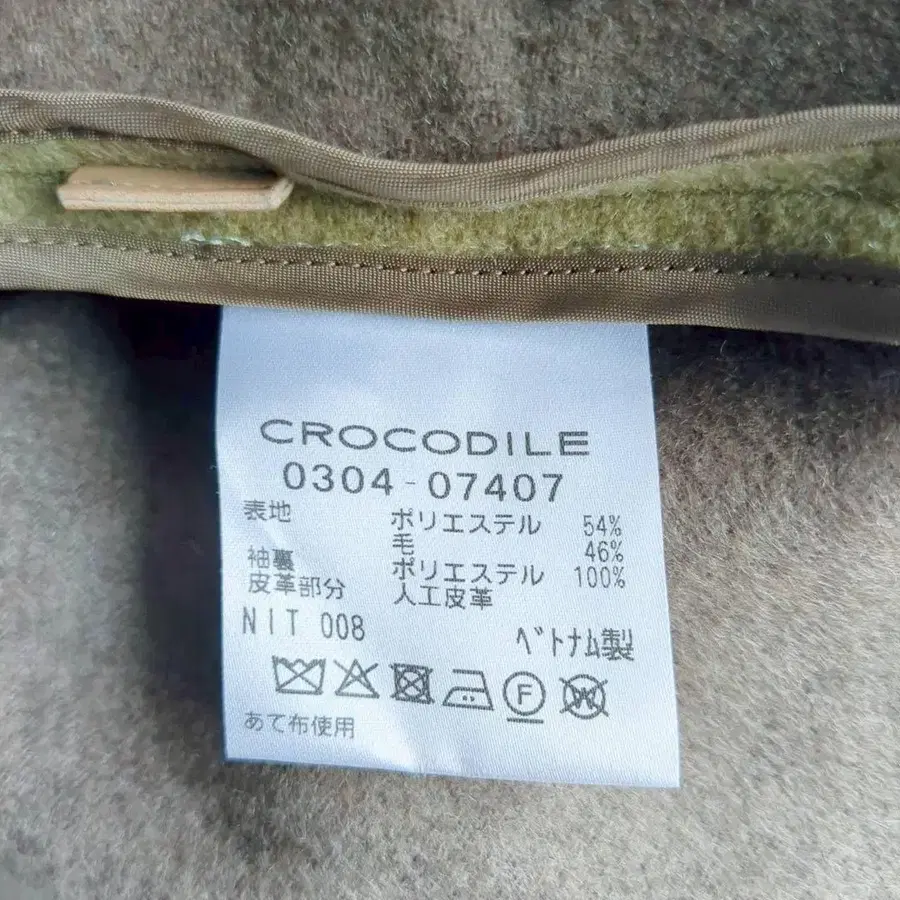 CROCODILE
0304-07407
表地 ポリエステル 54%
毛 46%
袖裏 ポリエステル 100%
皮革部分 人工皮革
NIT 008 ベトナム製
F W
あて布使用